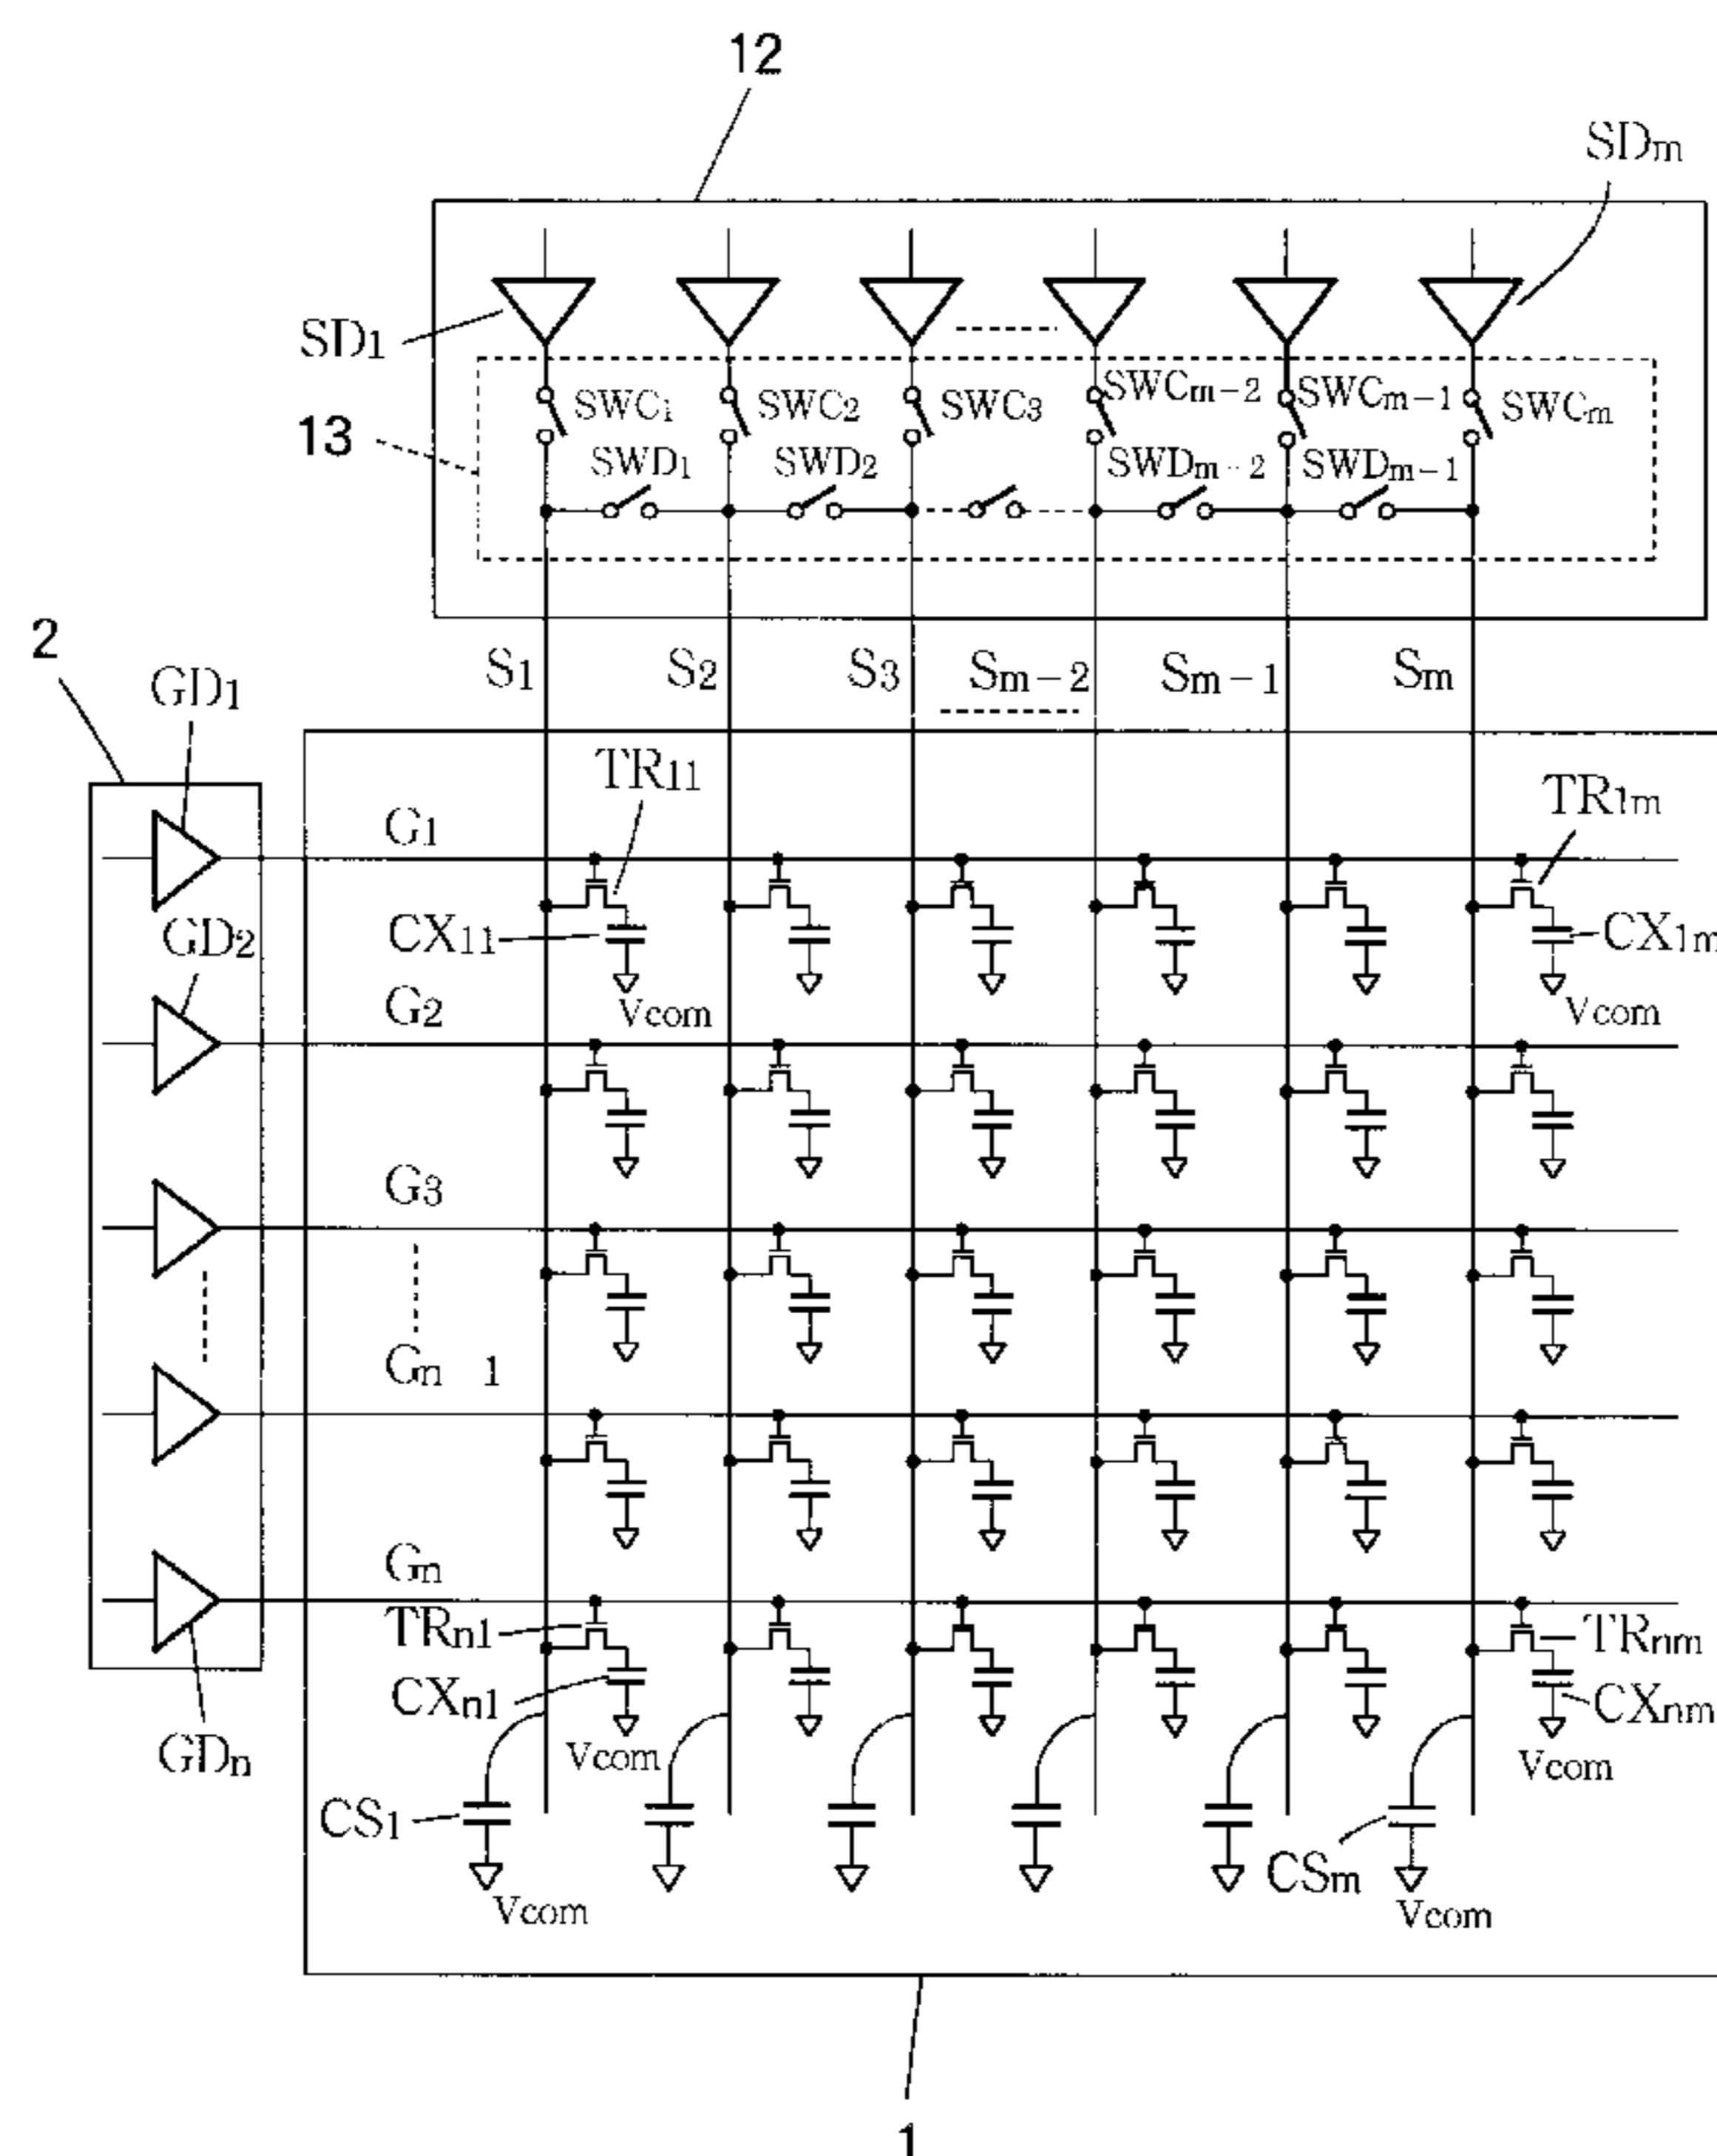 12
SDm
SD1
SWC1 SWC2 SWC3 SWCm-2 SWCm-1 SWCm
13
SWD1 SWD2 SWDm-2 SWDm-1
2
S1 S2 S3 Sm-2 Sm-1 Sm
GD1
TR11 TR1m
G1
GD2 CX11 CX1m
G2 Vcom Vcom
G3
Gn 1
Gn
TRn1 TRnm
CXn1 CXnm
GDn Vcom Vcom
CS1 CSm
Vcom Vcom
1